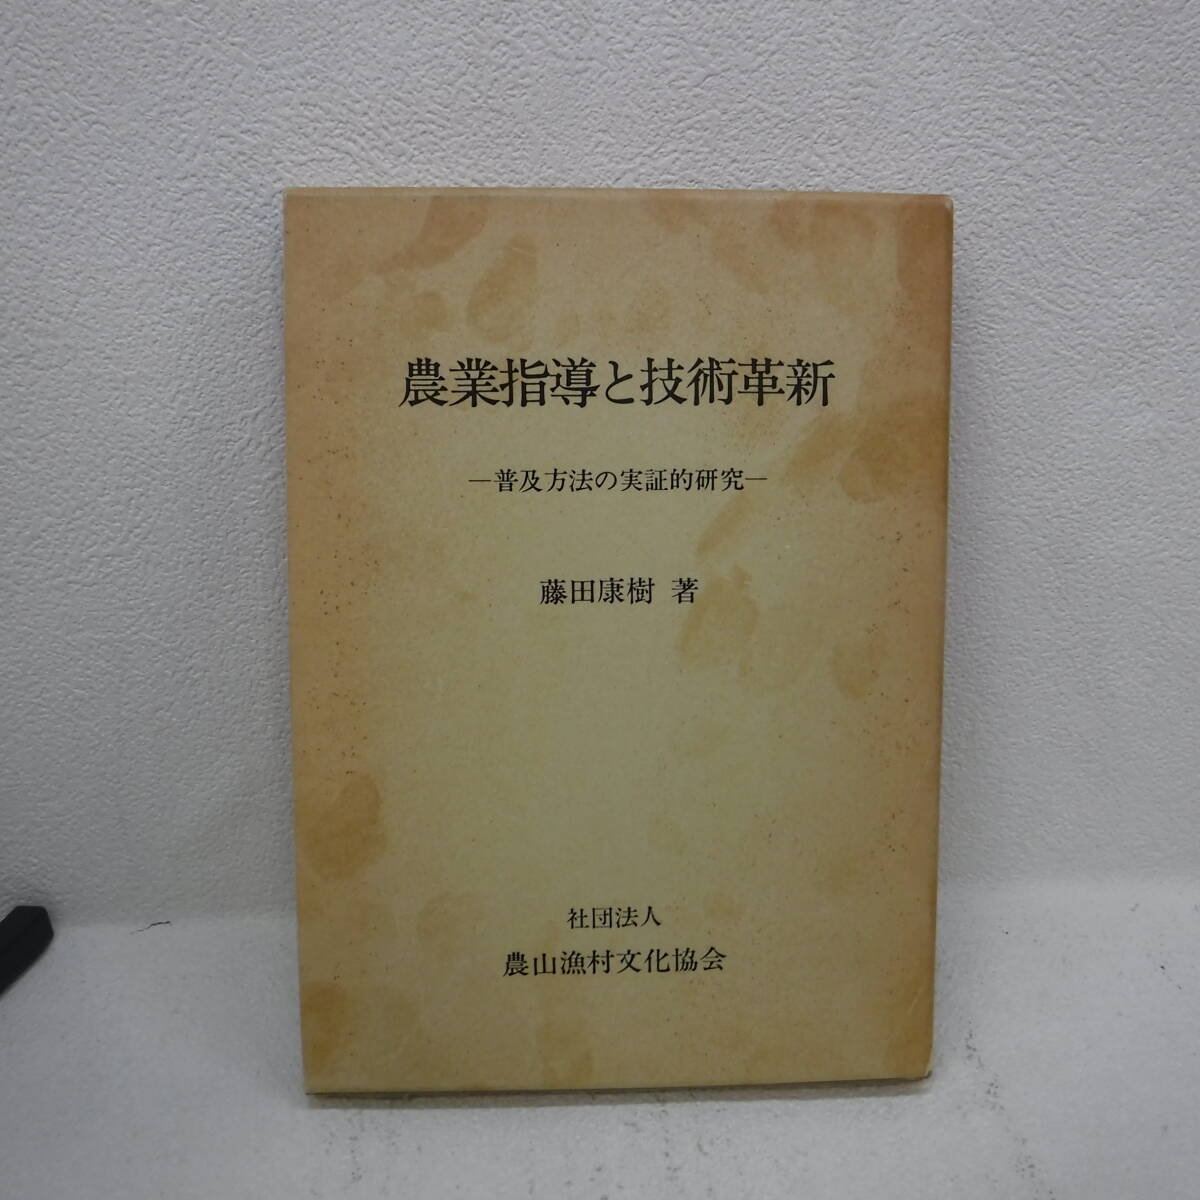 農業指導と技術革新
―普及方法の実証的研究―
藤田康樹 著
社団法人
農山漁村文化協会